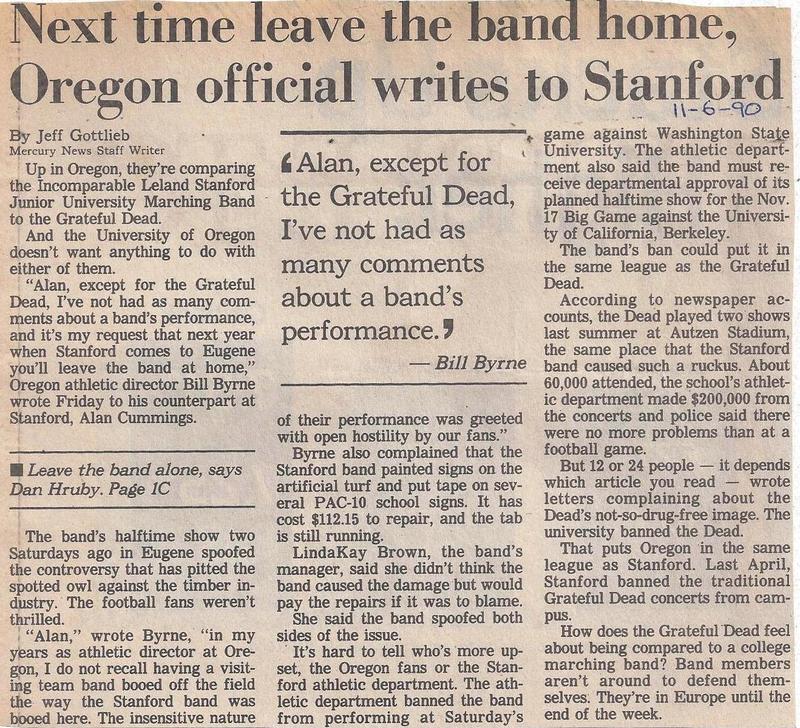 Next time leave the band home,
Oregon official writes to Stanford
11-6-90
By Jeff Gottlieb
Mercury News Staff Writer
Up in Oregon, they're comparing
the Incomparable Leland Stanford
Junior University Marching Band
to the Grateful Dead.
And the University of Oregon
doesn't want anything to do with
either of them.
"Alan, except for the Grateful
Dead, I've not had as many com-
ments about a band's performance,
and it's my request that next year
when Stanford comes to Eugene
you'll leave the band at home,"
Oregon athletic director Bill Byrne
wrote Friday to his counterpart at
Stanford, Alan Cummings.
■ Leave the band alone, says
Dan Hruby. Page 1C
The band's halftime show two
Saturdays ago in Eugene spoofed
the controversy that has pitted the
spotted owl against the timber in-
dustry. The football fans weren't
thrilled.
"Alan," wrote Byrne, "in my
years as athletic director at Ore-
gon, I do not recall having a visit-
ing team band booed off the field
the way the Stanford band was
booed here. The insensitive nature
‘Alan, except for
the Grateful Dead,
I've not had as
many comments
about a band's
performance.’
— Bill Byrne
of their performance was greeted
with open hostility by our fans."
Byrne also complained that the
Stanford band painted signs on the
artificial turf and put tape on sev-
eral PAC-10 school signs. It has
cost $112.15 to repair, and the tab
is still running.
LindaKay Brown, the band's
manager, said she didn't think the
band caused the damage but would
pay the repairs if it was to blame.
She said the band spoofed both
sides of the issue.
It's hard to tell who's more up-
set, the Oregon fans or the Stan-
ford athletic department. The ath-
letic department banned the band
from performing at Saturday's
game against Washington State
University. The athletic depart-
ment also said the band must re-
ceive departmental approval of its
planned halftime show for the Nov.
17 Big Game against the Universi-
ty of California, Berkeley.
The band's ban could put it in
the same league as the Grateful
Dead.
According to newspaper ac-
counts, the Dead played two shows
last summer at Autzen Stadium,
the same place that the Stanford
band caused such a ruckus. About
60,000 attended, the school's athlet-
ic department made $200,000 from
the concerts and police said there
were no more problems than at a
football game.
But 12 or 24 people — it depends
which article you read — wrote
letters complaining about the
Dead's not-so-drug-free image. The
university banned the Dead.
That puts Oregon in the same
league as Stanford. Last April,
Stanford banned the traditional
Grateful Dead concerts from cam-
pus.
How does the Grateful Dead feel
about being compared to a college
marching band? Band members
aren't around to defend them-
selves. They're in Europe until the
end of the week.